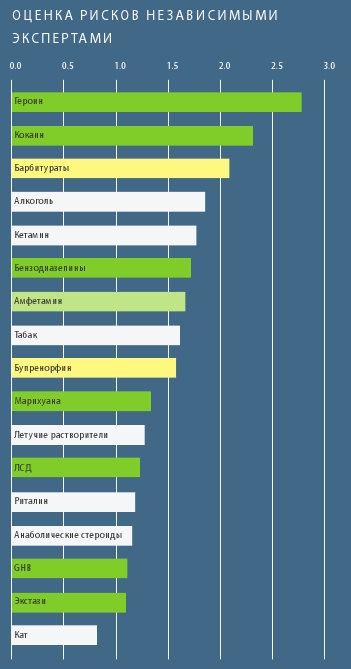 ОЦЕНКА РИСКОВ НЕЗАВИСИМЫМИ
ЭКСПЕРТАМИ
0.0 0.5 1.0 1.5 2.0 2.5 3.0
Героин
Кокаин
Барбитураты
Алкоголь
Кетамин
Бензодиазепины
Амфетамин
Табак
Бупренорфин
Марихуана
Летучие растворители
ЛСД
Риталин
Анаболические стероиды
GHB
Экстази
Кат